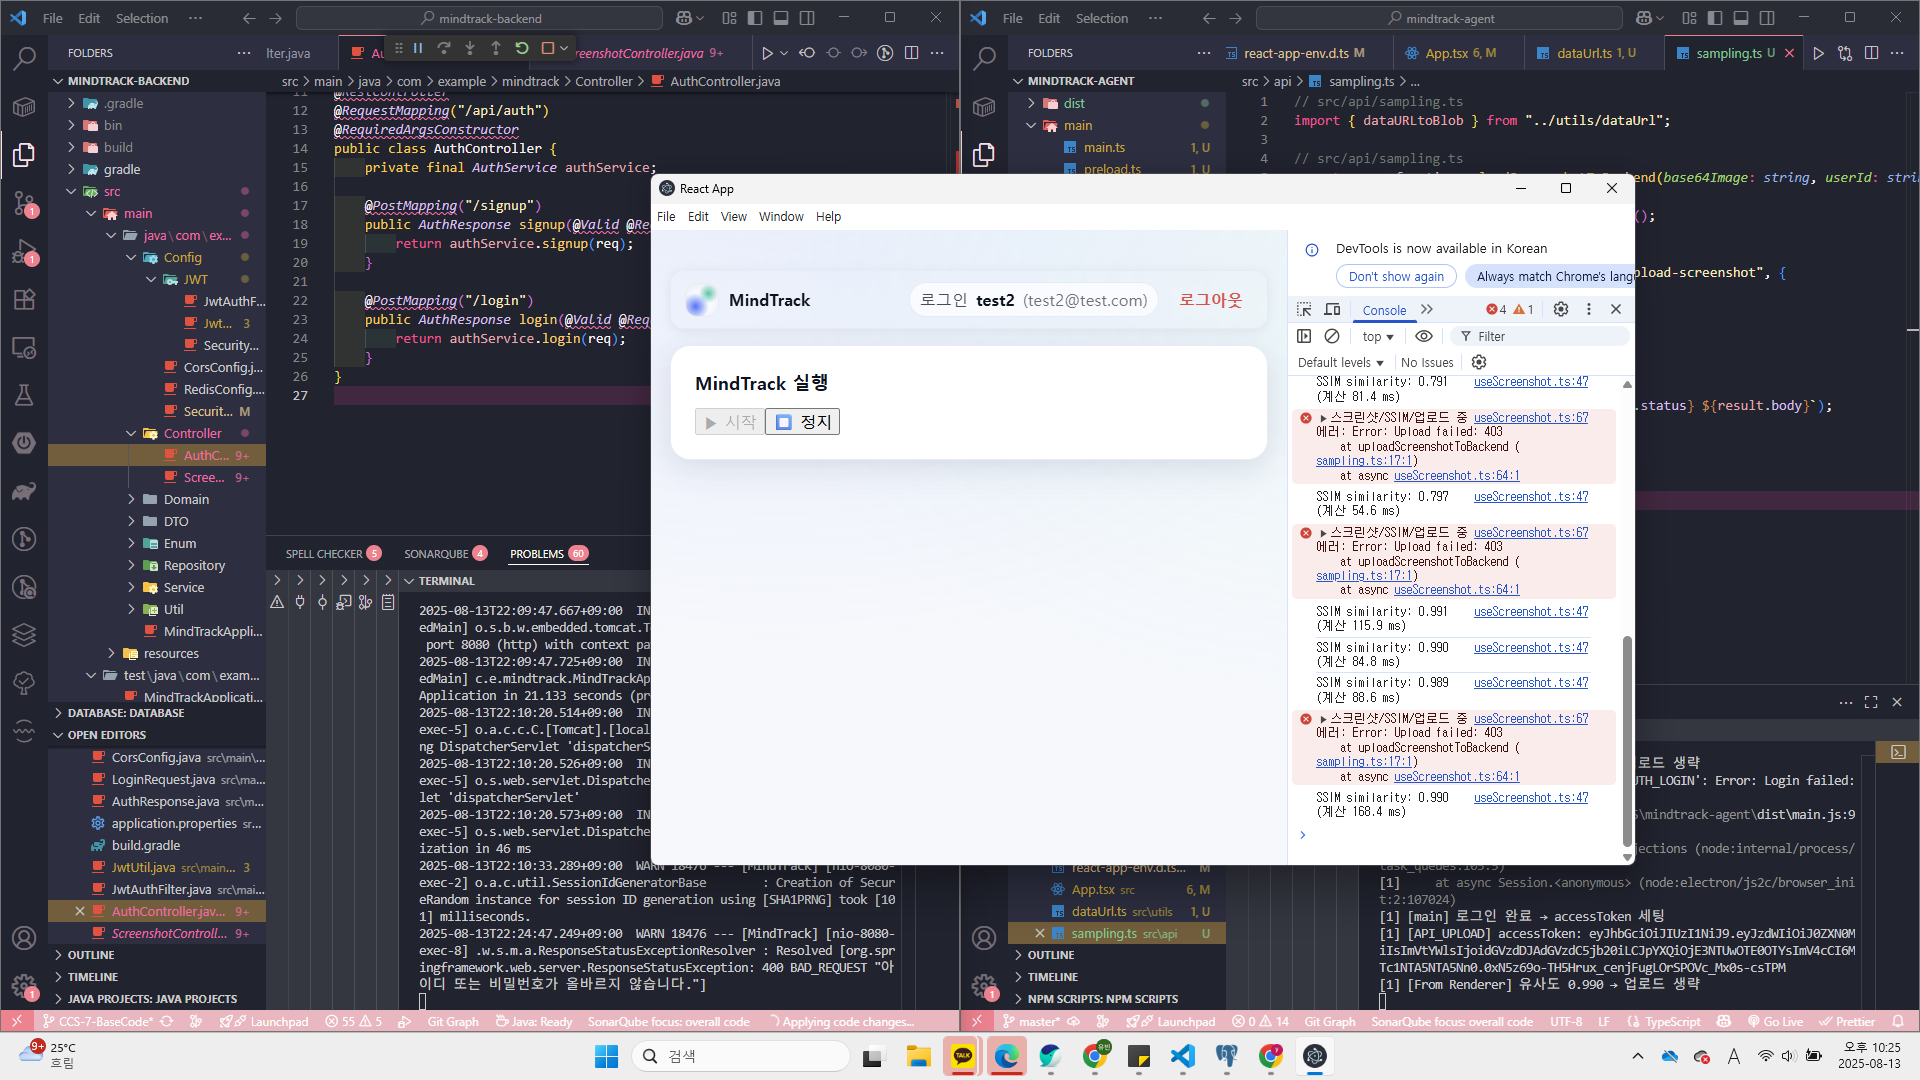 File Edit Selection ··· mindtrack-backend
FOLDERS ···
MINDTRACK-BACKEND
.gradle
bin
build
gradle
src
main
java\com\ex...
Config
JWT
JwtAuthF...
Jwt... 3
Security...
CorsConfig.j...
RedisConfig....
Securit... M
Controller
AuthC... 9+
Scree... 9+
Domain
DTO
Enum
Repository
Service
Util
MindTrackAppli...
resources
test\java\com\exam...
MindTrackApplicati...
DATABASE: DATABASE
OPEN EDITORS
CorsConfig.java src\main\...
LoginRequest.java src\ma...
AuthResponse.java src\m...
application.properties sr...
build.gradle
JwtUtil.java src\main... 3
JwtAuthFilter.java src\mai...
AuthController.jav... 9+
ScreenshotControll... 9+
OUTLINE
TIMELINE
JAVA PROJECTS: JAVA PROJECTS
lter.java
Au
creenshotController.java 9+
src > main > java > com > example > mindtrack > Controller > AuthController.java
11 @RestController
12 @RequestMapping("/api/auth")
13 @RequiredArgsConstructor
14 public class AuthController {
15 private final AuthService authService;
16
17 @PostMapping("/signup")
18 public AuthResponse signup(@Valid @Re
19 return authService.signup(req);
20 }
21
22 @PostMapping("/login")
23 public AuthResponse login(@Valid @Req
24 return authService.login(req);
25 }
26 }
27
SPELL CHECKER 5 SONARQUBE 4 PROBLEMS 60
TERMINAL
2025-08-13T22:09:47.667+09:00 IN
edMain] o.s.b.w.embedded.tomcat.T
port 8080 (http) with context pa
2025-08-13T22:09:47.725+09:00 IN
edMain] c.e.mindtrack.MindTrackAp
Application in 21.133 seconds (pr
2025-08-13T22:10:20.514+09:00 IN
exec-5] o.a.c.c.C.[Tomcat].[local
ng DispatcherServlet 'dispatcherS
2025-08-13T22:10:20.526+09:00 IN
exec-5] o.s.web.servlet.Dispatche
let 'dispatcherServlet'
2025-08-13T22:10:20.573+09:00 IN
exec-5] o.s.web.servlet.Dispatche
ization in 46 ms
2025-08-13T22:10:33.289+09:00 WARN 18476 --- [MindTrack] [nio-8080-
exec-2] o.a.c.util.SessionIdGeneratorBase : Creation of Secur
eRandom instance for session ID generation using [SHA1PRNG] took [10
1] milliseconds.
2025-08-13T22:24:47.249+09:00 WARN 18476 --- [MindTrack] [nio-8080-
exec-8] .w.s.m.a.ResponseStatusExceptionResolver : Resolved [org.spr
ingframework.web.server.ResponseStatusException: 400 BAD_REQUEST "아
이디 또는 비밀번호가 올바르지 않습니다."]
CCS-7-BaseCode* Launchpad 55 5 Git Graph Java: Ready SonarQube focus: overall code Applying code changes...
React App
File Edit View Window Help
MindTrack
로그인 test2 (test2@test.com) 로그아웃
MindTrack 실행
시작 정지
DevTools is now available in Korean
Don't show again Always match Chrome's lang
Console 4 1
top Filter
Default levels No Issues
SSIM similarity: 0.791 useScreenshot.ts:47
(계산 81.4 ms)
스크린샷/SSIM/업로드 중 useScreenshot.ts:67
에러: Error: Upload failed: 403
at uploadScreenshotToBackend (
sampling.ts:17:1)
at async useScreenshot.ts:64:1
SSIM similarity: 0.797 useScreenshot.ts:47
(계산 54.6 ms)
스크린샷/SSIM/업로드 중 useScreenshot.ts:67
에러: Error: Upload failed: 403
at uploadScreenshotToBackend (
sampling.ts:17:1)
at async useScreenshot.ts:64:1
SSIM similarity: 0.991 useScreenshot.ts:47
(계산 115.9 ms)
SSIM similarity: 0.990 useScreenshot.ts:47
(계산 84.8 ms)
SSIM similarity: 0.989 useScreenshot.ts:47
(계산 88.6 ms)
스크린샷/SSIM/업로드 중 useScreenshot.ts:67
에러: Error: Upload failed: 403
at uploadScreenshotToBackend (
sampling.ts:17:1)
at async useScreenshot.ts:64:1
SSIM similarity: 0.990 useScreenshot.ts:47
(계산 168.4 ms)
File Edit Selection ··· mindtrack-agent
FOLDERS ···
MINDTRACK-AGENT
dist
main
main.ts 1, U
preload.ts 1, U
react-app-env.d.ts M App.tsx 6, M dataUrl.ts 1, U sampling.ts U
src > api > sampling.ts > ...
1 // src/api/sampling.ts
2 import { dataURLtoBlob } from "../utils/dataUrl";
3
4 // src/api/sampling.ts
kend(base64Image: string, userId: stri
();
pload-screenshot", {
.status} ${result.body}`);
react-app-env.d.ts... M
App.tsx src 6, M
dataUrl.ts src\utils 1, U
sampling.ts src\api U
OUTLINE
TIMELINE
NPM SCRIPTS: NPM SCRIPTS
로드 생략
UTH_LOGIN': Error: Login failed:
\mindtrack-agent\dist\main.js:9
ections (node:internal/process/
task_queues:105:5)
[1] at async Session.<anonymous> (node:electron/js2c/browser_ini
t:2:107024)
[1] [main] 로그인 완료 → accessToken 세팅
[1] [API_UPLOAD] accessToken: eyJhbGciOiJIUzI1NiJ9.eyJzdWIiOiJ0ZXN0M
[1] [From Renderer] 유사도 0.990 → 업로드 생략
master* Launchpad 0 14 Git Graph SonarQube focus: overall code UTF-8 LF TypeScript Go Live Prettier
25°C
흐림
검색
오후 10:25
2025-08-13